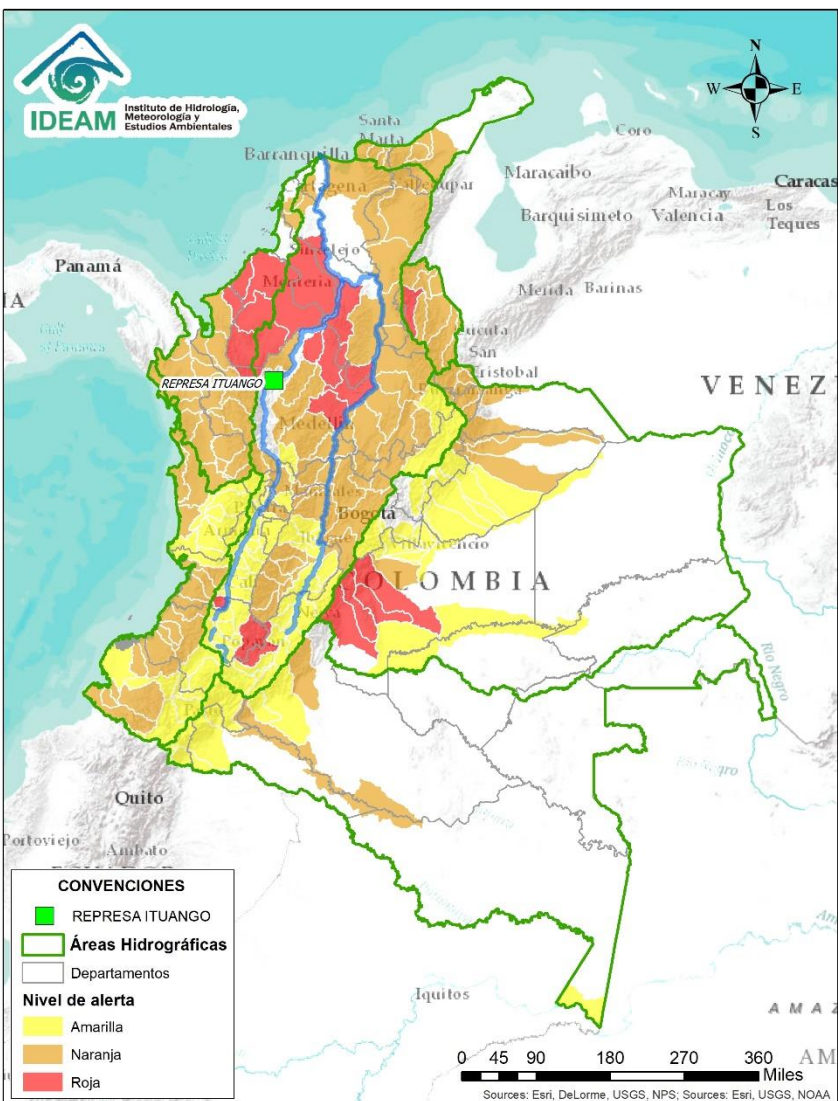 IDEAM
Instituto de Hidrología,
Meteorología y
Estudios Ambientales
N
W
E
S
Santa
Marta
Barranquilla
Coro
Maracaibo
Maracay
Caracas
Barquisimeto
Valencia
Los
Teques
Panamá
Montería
Mérida
Barinas
San
REPRESA ITUANGO
VENEZ
Medellín
Bogotá
Villavicencio
COLOMBIA
Río Negro
Quito
Portoviejo
Ambato
Iquitos
AMAZ
AM
CONVENCIONES
REPRESA ITUANGO
Áreas Hidrográficas
Departamentos
Nivel de alerta
Amarilla
Naranja
Roja
0 45 90 180 270 360
Miles
Sources: Esri, DeLorme, USGS, NPS; Sources: Esri, USGS, NOAA